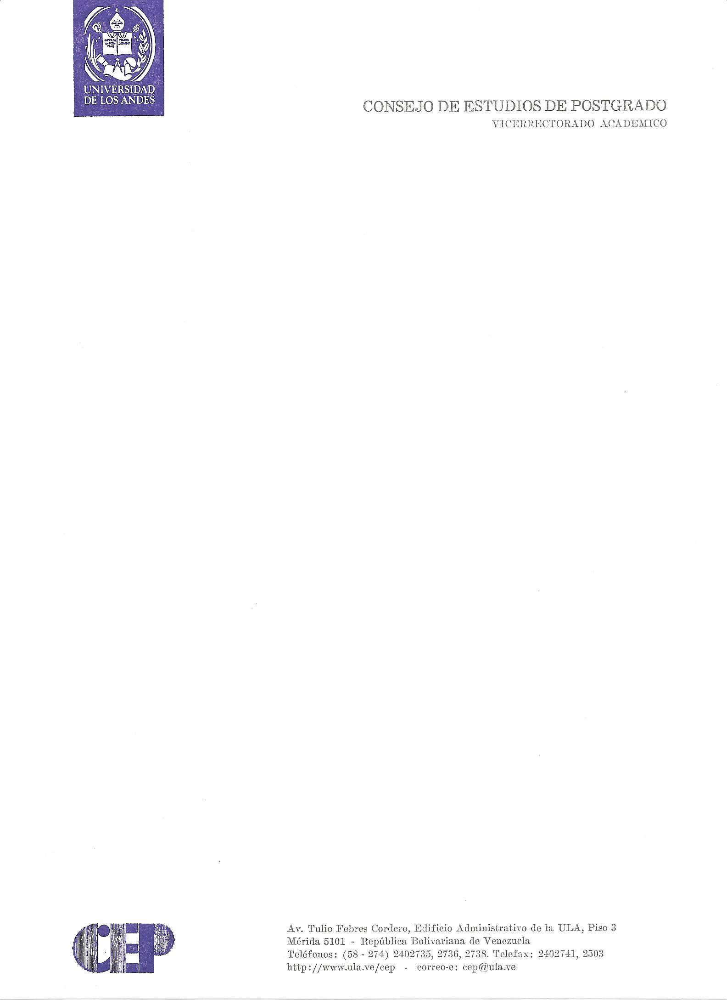 UNIVERSIDAD
DE LOS ANDES
CONSEJO DE ESTUDIOS DE POSTGRADO
VICERRECTORADO ACADEMICO
CEP
Av. Tulio Febres Cordero, Edificio Administrativo de la ULA, Piso 3
Mérida 5101 - República Bolivariana de Venezuela
Teléfonos: (58 - 274) 2402735, 2736, 2738. Telefax: 2402741, 2503
http://www.ula.ve/cep - correo-e: cep@ula.ve